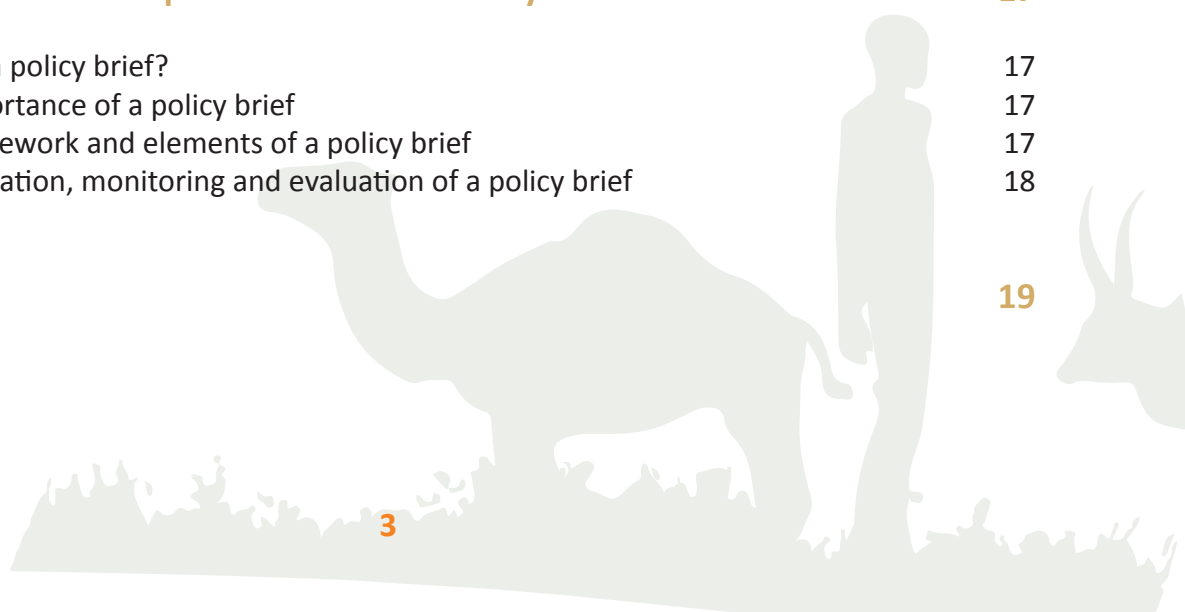 policy brief? 17
ortance of a policy brief 17
ework and elements of a policy brief 17
ation, monitoring and evaluation of a policy brief 18
19
3